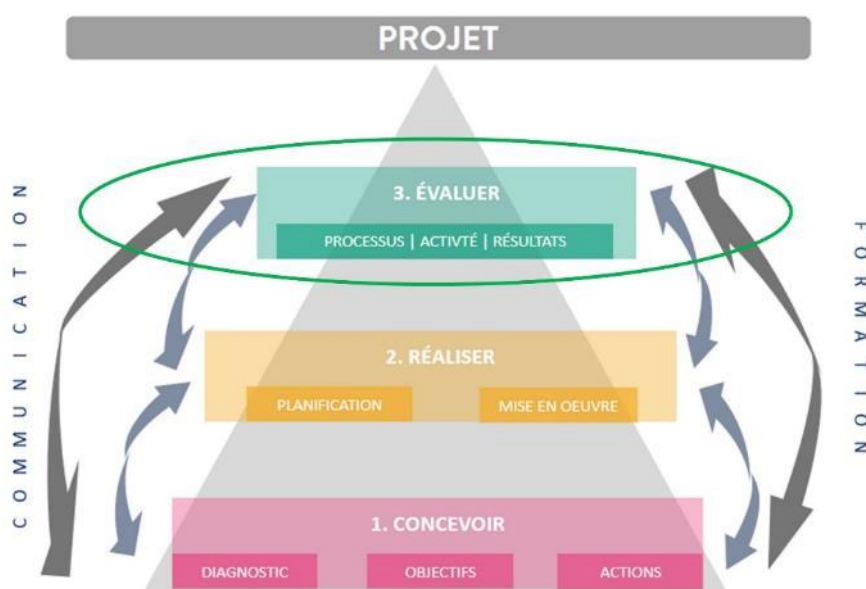 PROJET
COMMUNICATION
3. ÉVALUER
PROCESSUS | ACTIVTÉ | RÉSULTATS
2. RÉALISER
PLANIFICATION
MISE EN OEUVRE
1. CONCEVOIR
DIAGNOSTIC
OBJECTIFS
ACTIONS
FORMATION